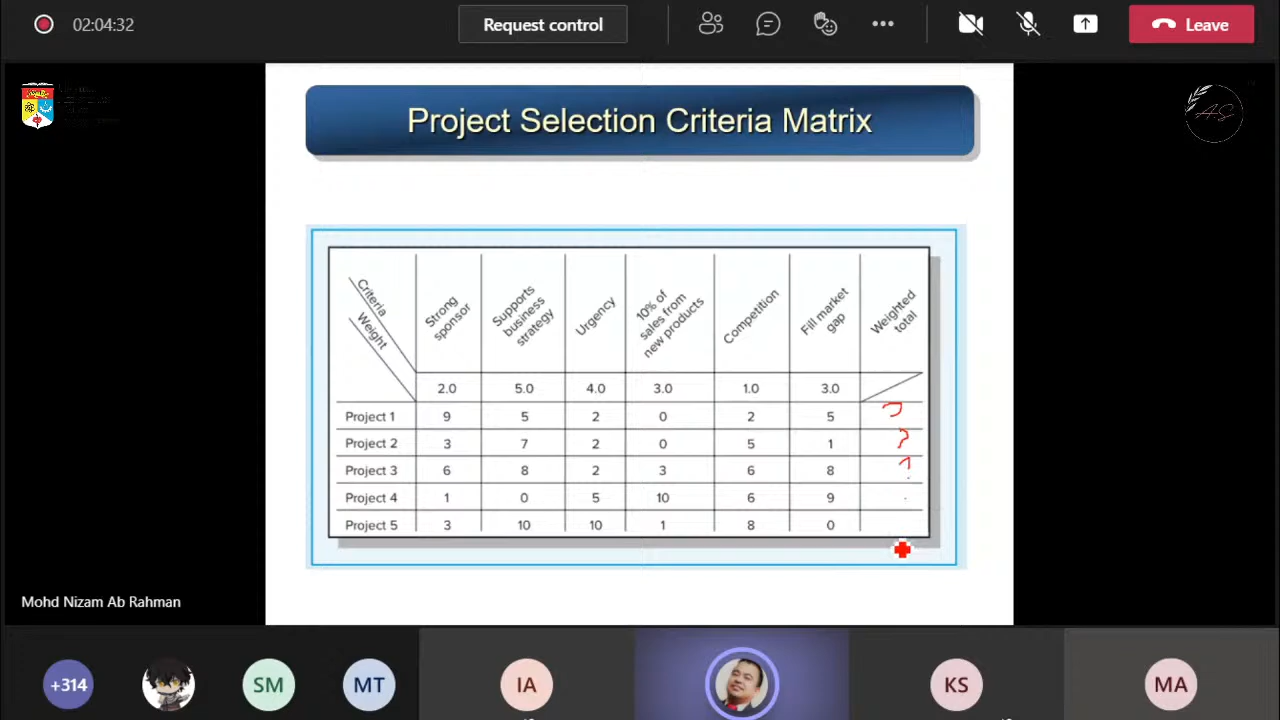 02:04:32
Request control
Leave
AS
Project Selection Criteria Matrix
Criteria
Weight
Strong
sponsor
Supports
business
strategy
Urgency
10% of
sales from
new products
Competition
Fill market
gap
Weighted
total
2.0 5.0 4.0 3.0 1.0 3.0
Project 1 9 5 2 0 2 5 ?
Project 2 3 7 2 0 5 1 ?
Project 3 6 8 2 3 6 8 ?
Project 4 1 0 5 10 6 9
Project 5 3 10 10 1 8 0
Mohd Nizam Ab Rahman
+314 SM MT IA KS MA